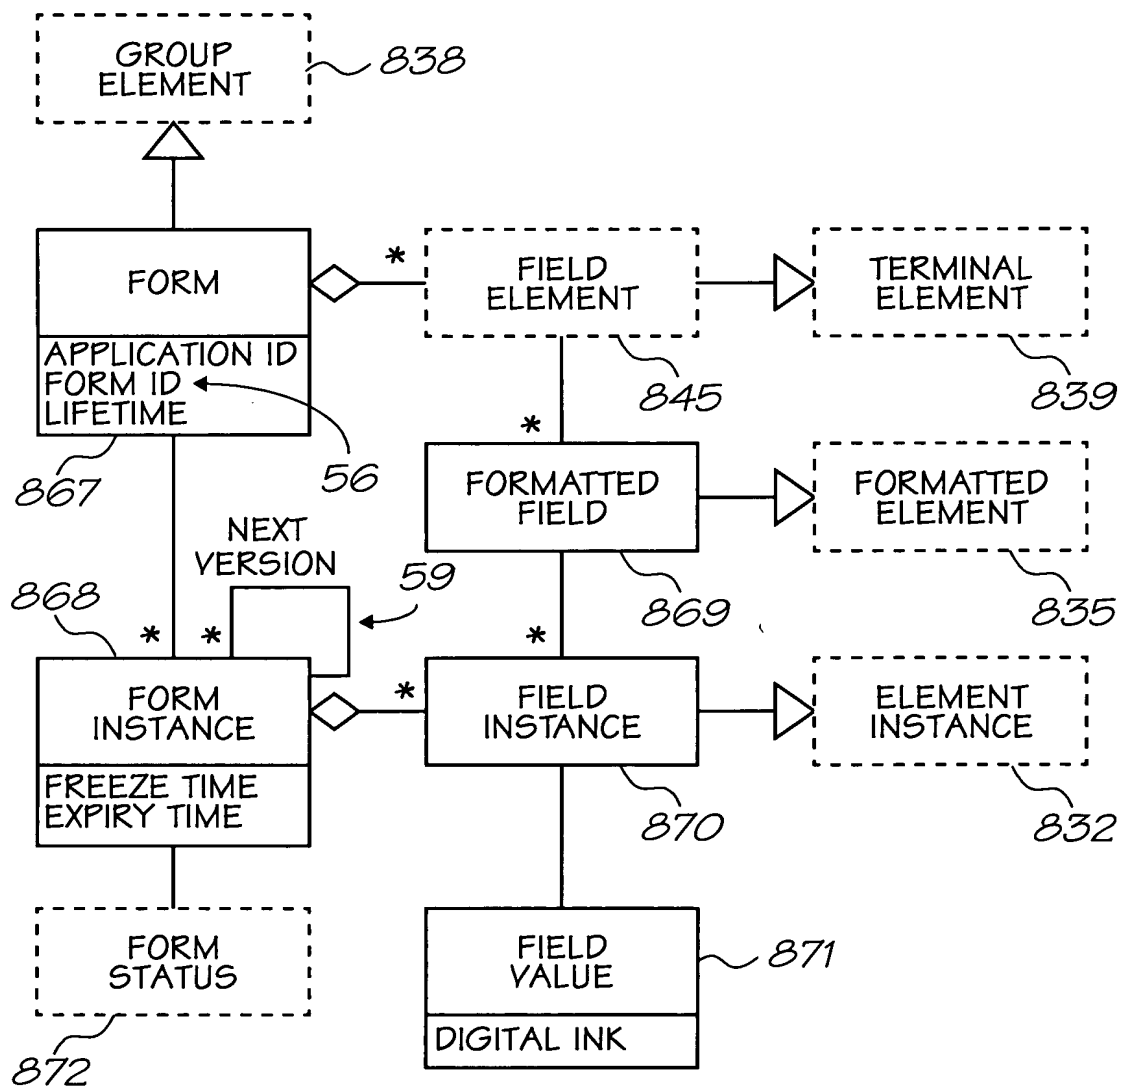 GROUP
ELEMENT
838
FORM
*
FIELD
ELEMENT
TERMINAL
ELEMENT
APPLICATION ID
FORM ID
LIFETIME
845
839
867
56
*
FORMATTED
FIELD
FORMATTED
ELEMENT
NEXT
VERSION
59
869
835
868
*
*
*
FORM
INSTANCE
*
FIELD
INSTANCE
ELEMENT
INSTANCE
FREEZE TIME
EXPIRY TIME
870
832
FORM
STATUS
FIELD
VALUE
871
DIGITAL INK
872